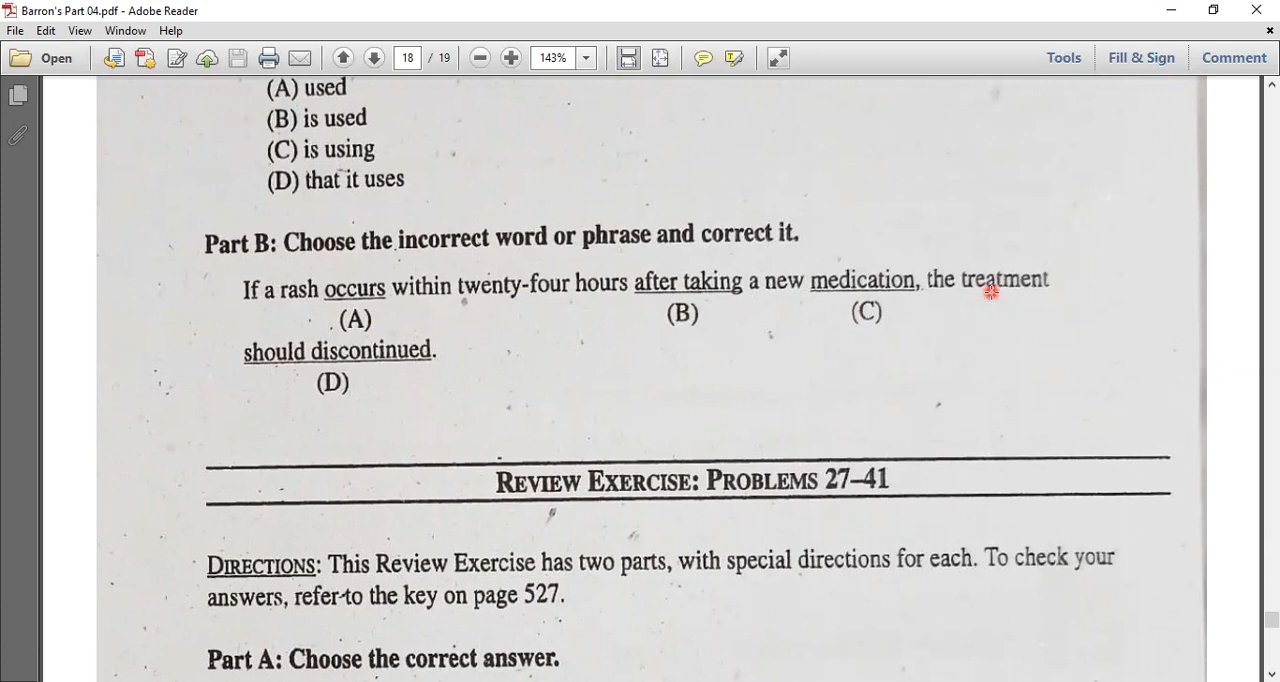 Barron's Part 04.pdf - Adobe Reader
File Edit View Window Help
Open 18 / 19 143% Tools Fill & Sign Comment
(A) used
(B) is used
(C) is using
(D) that it uses
Part B: Choose the incorrect word or phrase and correct it.
If a rash occurs within twenty-four hours after taking a new medication, the treatment
(A) (B) (C)
should discontinued.
(D)
REVIEW EXERCISE: PROBLEMS 27–41
DIRECTIONS: This Review Exercise has two parts, with special directions for each. To check your
answers, refer to the key on page 527.
Part A: Choose the correct answer.